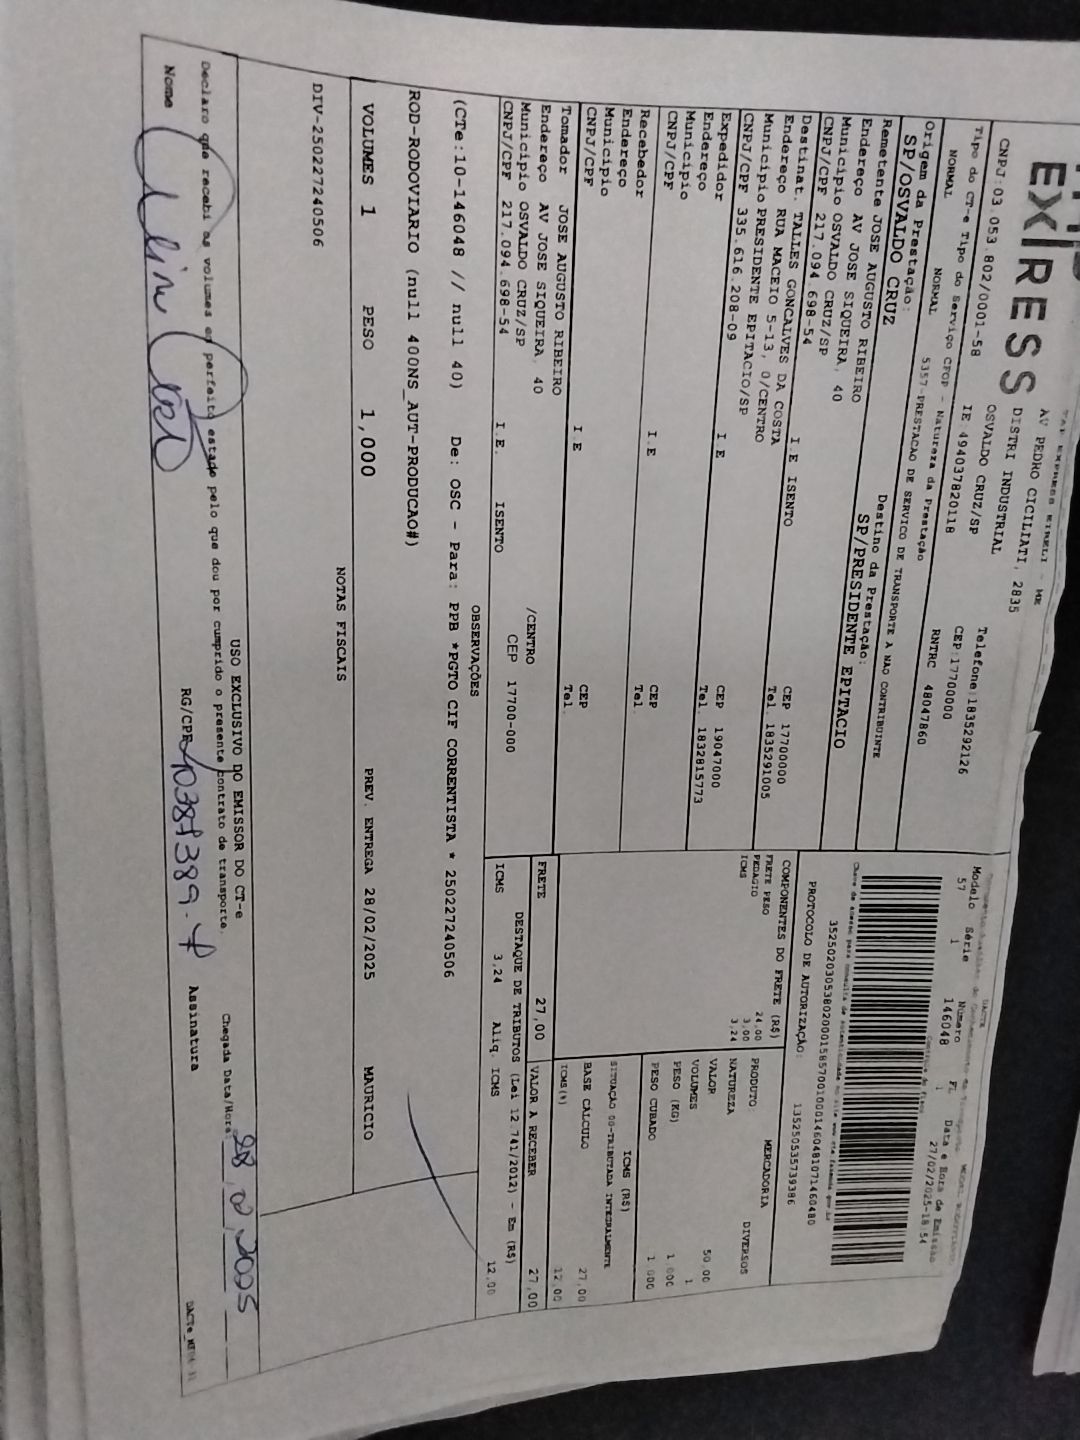 EX|RESS
AV PEDRO CICILIATI, 2835
DISTRI INDUSTRIAL
OSVALDO CRUZ/SP
Telefone:1835292126
CEP:17700000
CNPJ:03.053.802/0001-58
IE:494037820118
RNTRC 48047860
Tipo do CT-e Tipo do Serviço CFOP - Natureza da Prestação
NORMAL NORMAL 5357-PRESTACAO DE SERVICO DE TRANSPORTE A NAO CONTRIBUINTE
Origem da Prestação: Destino da Prestação:
SP/OSVALDO CRUZ SP/PRESIDENTE EPITACIO
Remetente JOSE AUGUSTO RIBEIRO
Endereço AV JOSE SIQUEIRA, 40
Município OSVALDO CRUZ/SP CEP 17700000
CNPJ/CPF 217.094.698-54 I E ISENTO Tel. 1835291005
Destinat. TALLES GONCALVES DA COSTA
Endereço RUA MACEIO 5-13, 0/CENTRO
Município PRESIDENTE EPITACIO/SP CEP 19047000
CNPJ/CPF 335.616.208-09 I.E Tel. 1832815773
Expedidor
Endereço
Município CEP
CNPJ/CPF I.E Tel.
Recebedor
Endereço
Município CEP
CNPJ/CPF I.E Tel.
Tomador JOSE AUGUSTO RIBEIRO
Endereço AV JOSE SIQUEIRA, 40 /CENTRO
Município OSVALDO CRUZ/SP CEP 17700-000
CNPJ/CPF 217.094.698-54 I.E. ISENTO
Modelo Série Número FL Data e Hora de Emissão
57 1 146048 1 27/02/2025-18:54
35250203053802000158570010001460481071460480
PROTOCOLO DE AUTORIZAÇÃO: 135250535739386
COMPONENTES DO FRETE (R$)
FRETE PESO 24,00
PEDAGIO 3,00
ICMS 3,24
FRETE 27,00
MERCADORIA
PRODUTO DIVERSOS
NATUREZA
VALOR 50,00
VOLUMES 1
PESO (KG) 1,000
PESO CUBADO 1,000
ICMS (R$)
SITUAÇÃO 00-TRIBUTADA INTEGRALMENTE
BASE CALCULO 27,00
ICMS(%) 12,00
VALOR A RECEBER 27,00
DESTAQUE DE TRIBUTOS (Lei 12.741/2012) - Em (R$)
ICMS 3,24 Aliq. ICMS 12,00
OBSERVAÇÕES
(CTe:10-146048 // null 40) De: OSC - Para: PPB *PGTO CIF CORRENTISTA * 250227240506
ROD-RODOVIARIO (null 400NS_AUT-PRODUCAO#)
VOLUMES 1 PESO 1,000 PREV. ENTREGA 28/02/2025 MAURICIO
NOTAS FISCAIS
DIV-250227240506
USO EXCLUSIVO DO EMISSOR DO CT-e
Declaro que recebi os volumes em perfeito estado pelo que dou por cumprido o presente contrato de transporte.
Chegada Data/Hora
Nome RG/CPF Assinatura